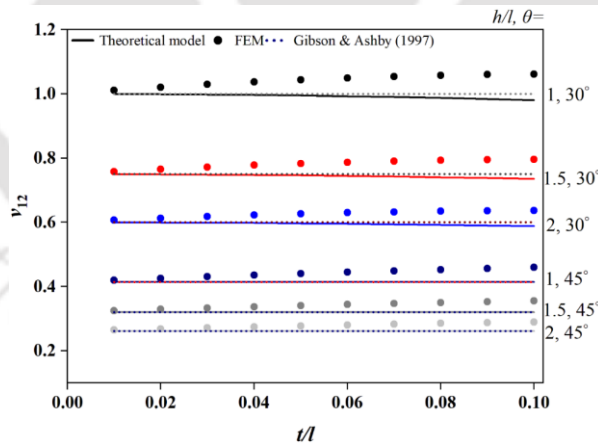 h/l, θ=
1.2
Theoretical model FEM Gibson & Ashby (1997)
1, 30°
1.0
0.8
1.5, 30°
ν12
0.6
2, 30°
1, 45°
0.4
1.5, 45°
2, 45°
0.2
0.00 0.02 0.04 0.06 0.08 0.10
t/l